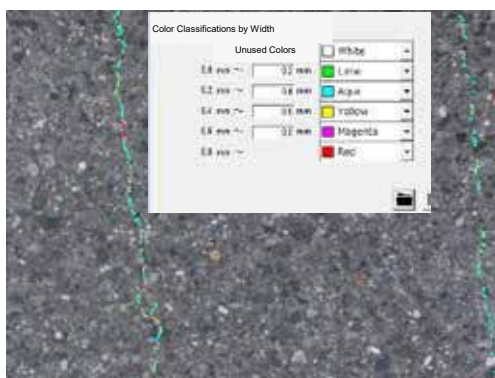 Color Classifications by Width
Unused Colors
White
0.0 mm ~ 0.2 mm Lime
0.2 mm ~ Aqua
0.4 mm ~ Yellow
0.6 mm ~ Magenta
0.8 mm ~ Red